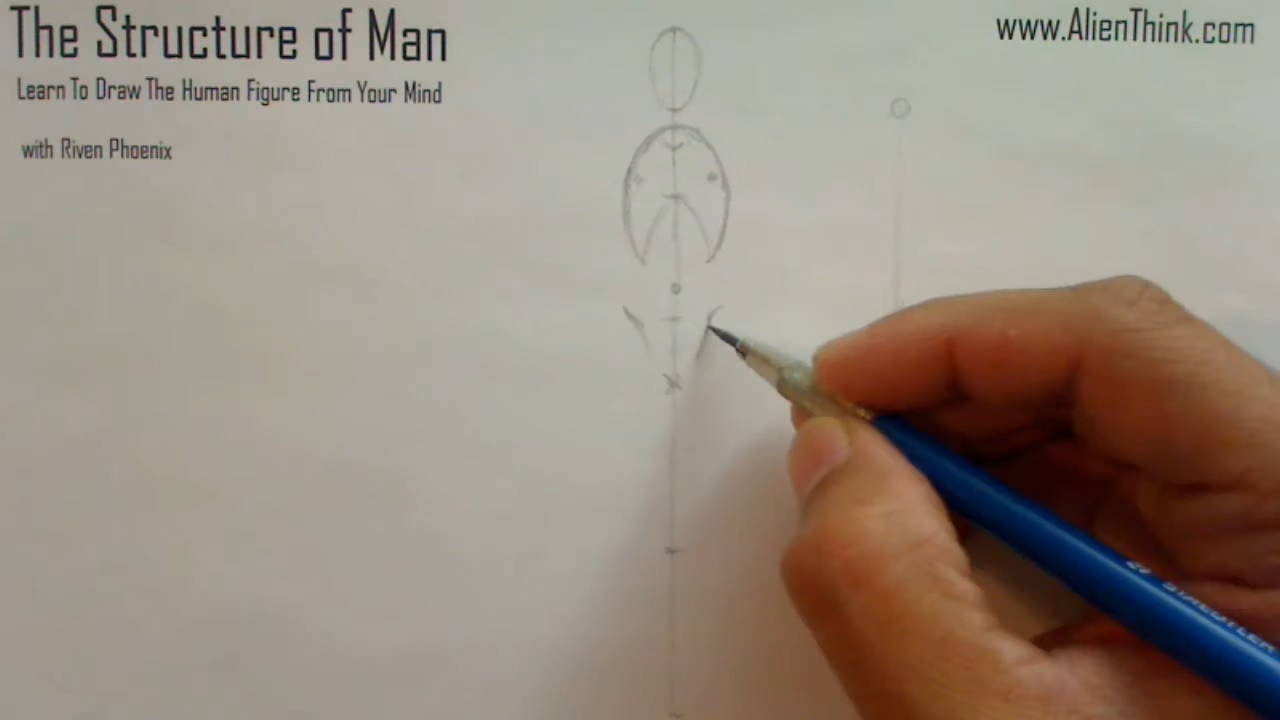 The Structure of Man
www.AlienThink.com
Learn To Draw The Human Figure From Your Mind
with Riven Phoenix
STAEDTLER